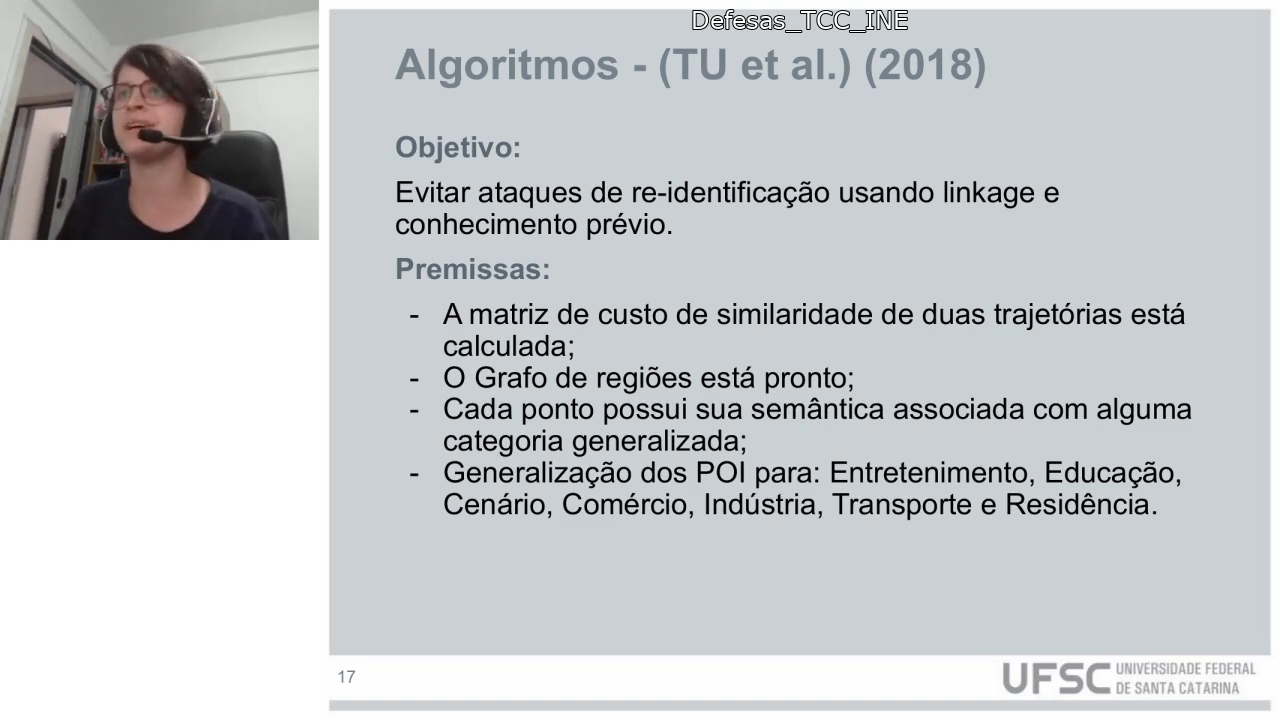 Defesas_TCC_INE
Algoritmos - (TU et al.) (2018)
Objetivo:
Evitar ataques de re-identificação usando linkage e
conhecimento prévio.
Premissas:
- A matriz de custo de similaridade de duas trajetórias está
calculada;
- O Grafo de regiões está pronto;
- Cada ponto possui sua semântica associada com alguma
categoria generalizada;
- Generalização dos POI para: Entretenimento, Educação,
Cenário, Comércio, Indústria, Transporte e Residência.
17
UFSC UNIVERSIDADE FEDERAL
DE SANTA CATARINA